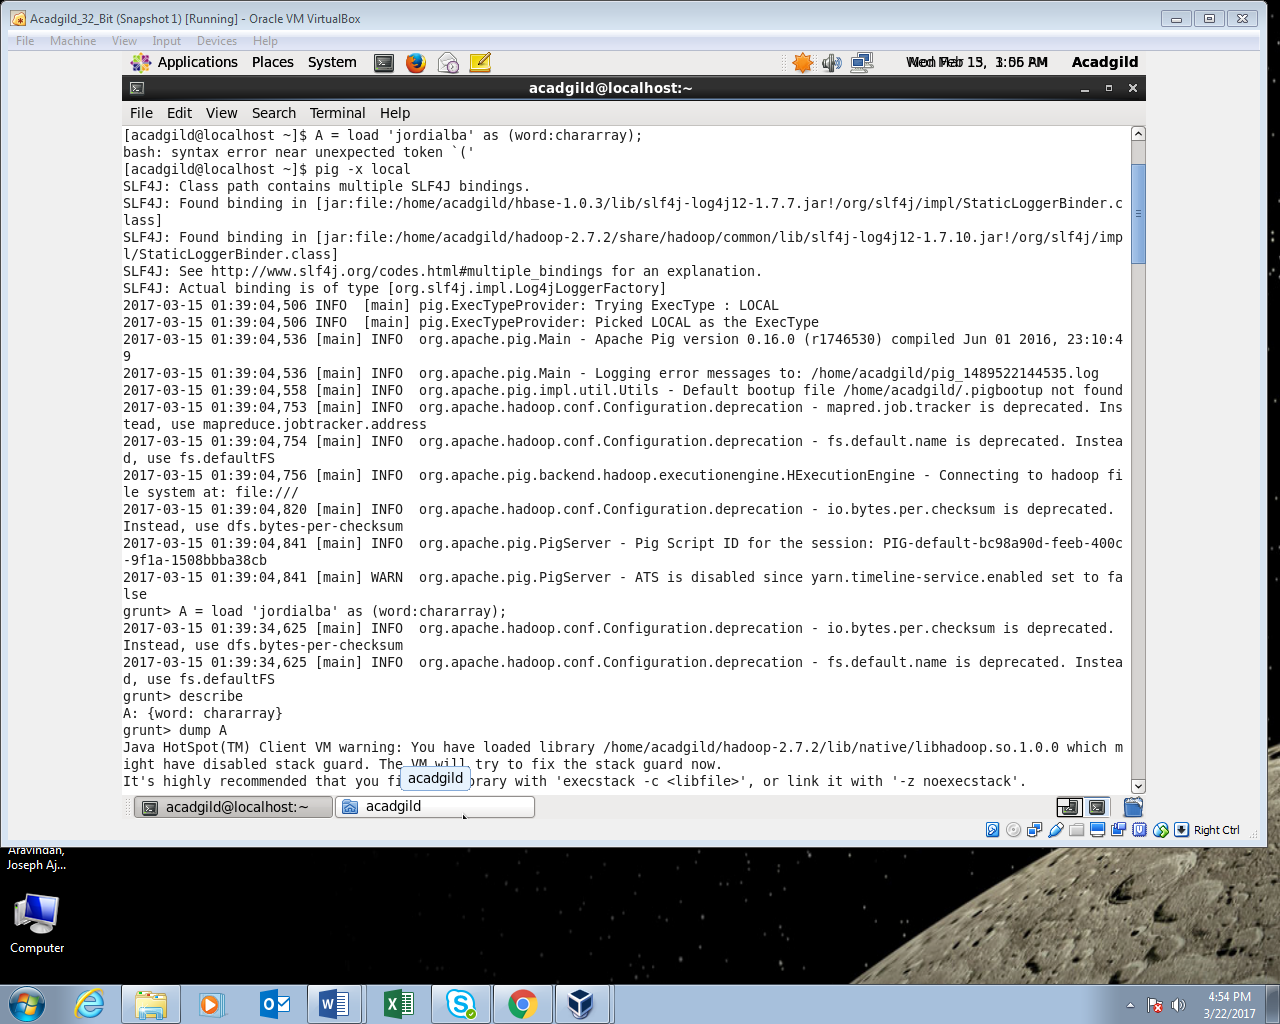 Acadgild_32_Bit (Snapshot 1) [Running] - Oracle VM VirtualBox
File Machine View Input Devices Help
Applications Places System
Acadgild
acadgild@localhost:~
File Edit View Search Terminal Help
[acadgild@localhost ~]$ A = load 'jordialba' as (word:chararray);
bash: syntax error near unexpected token `('
[acadgild@localhost ~]$ pig -x local
SLF4J: Class path contains multiple SLF4J bindings.
SLF4J: Found binding in [jar:file:/home/acadgild/hbase-1.0.3/lib/slf4j-log4j12-1.7.7.jar!/org/slf4j/impl/StaticLoggerBinder.c
lass]
SLF4J: Found binding in [jar:file:/home/acadgild/hadoop-2.7.2/share/hadoop/common/lib/slf4j-log4j12-1.7.10.jar!/org/slf4j/imp
l/StaticLoggerBinder.class]
SLF4J: See http://www.slf4j.org/codes.html#multiple_bindings for an explanation.
SLF4J: Actual binding is of type [org.slf4j.impl.Log4jLoggerFactory]
2017-03-15 01:39:04,506 INFO  [main] pig.ExecTypeProvider: Trying ExecType : LOCAL
2017-03-15 01:39:04,506 INFO  [main] pig.ExecTypeProvider: Picked LOCAL as the ExecType
2017-03-15 01:39:04,536 [main] INFO  org.apache.pig.Main - Apache Pig version 0.16.0 (r1746530) compiled Jun 01 2016, 23:10:4
9
2017-03-15 01:39:04,536 [main] INFO  org.apache.pig.Main - Logging error messages to: /home/acadgild/pig_1489522144535.log
2017-03-15 01:39:04,558 [main] INFO  org.apache.pig.impl.util.Utils - Default bootup file /home/acadgild/.pigbootup not found
2017-03-15 01:39:04,753 [main] INFO  org.apache.hadoop.conf.Configuration.deprecation - mapred.job.tracker is deprecated. Ins
tead, use mapreduce.jobtracker.address
2017-03-15 01:39:04,754 [main] INFO  org.apache.hadoop.conf.Configuration.deprecation - fs.default.name is deprecated. Instea
d, use fs.defaultFS
2017-03-15 01:39:04,756 [main] INFO  org.apache.pig.backend.hadoop.executionengine.HExecutionEngine - Connecting to hadoop fi
le system at: file:///
2017-03-15 01:39:04,820 [main] INFO  org.apache.hadoop.conf.Configuration.deprecation - io.bytes.per.checksum is deprecated.
Instead, use dfs.bytes-per-checksum
2017-03-15 01:39:04,841 [main] INFO  org.apache.pig.PigServer - Pig Script ID for the session: PIG-default-bc98a90d-feeb-400c
-9f1a-1508bbba38cb
2017-03-15 01:39:04,841 [main] WARN  org.apache.pig.PigServer - ATS is disabled since yarn.timeline-service.enabled set to fa
lse
grunt> A = load 'jordialba' as (word:chararray);
2017-03-15 01:39:34,625 [main] INFO  org.apache.hadoop.conf.Configuration.deprecation - io.bytes.per.checksum is deprecated.
Instead, use dfs.bytes-per-checksum
2017-03-15 01:39:34,625 [main] INFO  org.apache.hadoop.conf.Configuration.deprecation - fs.default.name is deprecated. Instea
d, use fs.defaultFS
grunt> describe
A: {word: chararray}
grunt> dump A
Java HotSpot(TM) Client VM warning: You have loaded library /home/acadgild/hadoop-2.7.2/lib/native/libhadoop.so.1.0.0 which m
ight have disabled stack guard. The VM will try to fix the stack guard now.
It's highly recommended that you fi brary with 'execstack -c <libfile>', or link it with '-z noexecstack'.
acadgild
acadgild@localhost:~
acadgild
Right Ctrl
Aravindan,
Joseph Aj...
Computer
4:54 PM
3/22/2017